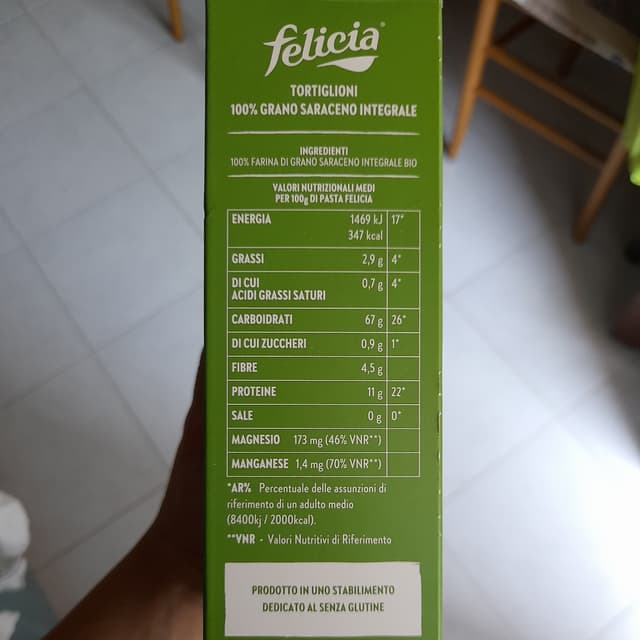 felicia®
TORTIGLIONI
100% GRANO SARACENO INTEGRALE
INGREDIENTI
100% FARINA DI GRANO SARACENO INTEGRALE BIO
VALORI NUTRIZIONALI MEDI
PER 100g DI PASTA FELICIA
ENERGIA 1469 kJ 17*
347 kcal
GRASSI 2,9 g 4*
DI CUI 0,7 g 4*
ACIDI GRASSI SATURI
CARBOIDRATI 67 g 26*
DI CUI ZUCCHERI 0,9 g 1*
FIBRE 4,5 g
PROTEINE 11 g 22*
SALE 0 g 0*
MAGNESIO 173 mg (46% VNR**)
MANGANESE 1,4 mg (70% VNR**)
*AR% Percentuale delle assunzioni di
riferimento di un adulto medio
(8400kj / 2000kcal).
**VNR - Valori Nutritivi di Riferimento
PRODOTTO IN UNO STABILIMENTO
DEDICATO AL SENZA GLUTINE